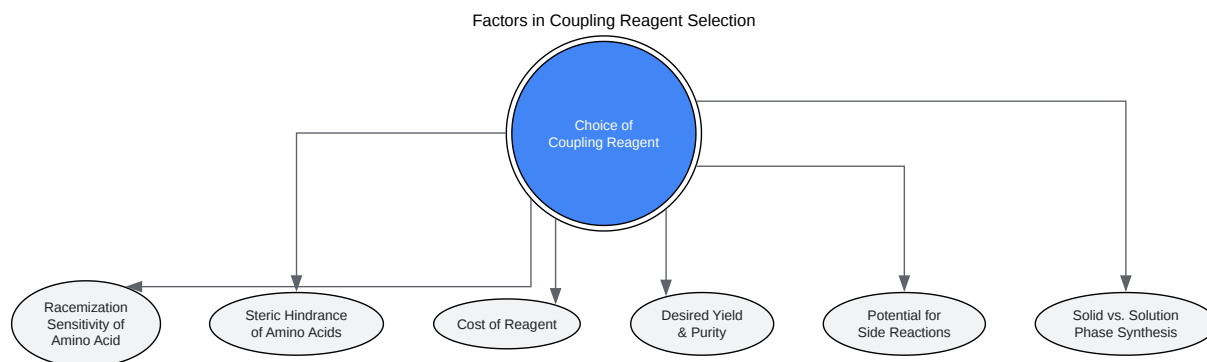 Factors in Coupling Reagent Selection
Choice of
Coupling Reagent
Racemization
Sensitivity of
Amino Acid
Steric Hindrance
of Amino Acids
Cost of Reagent
Desired Yield
& Purity
Potential for
Side Reactions
Solid vs. Solution
Phase Synthesis